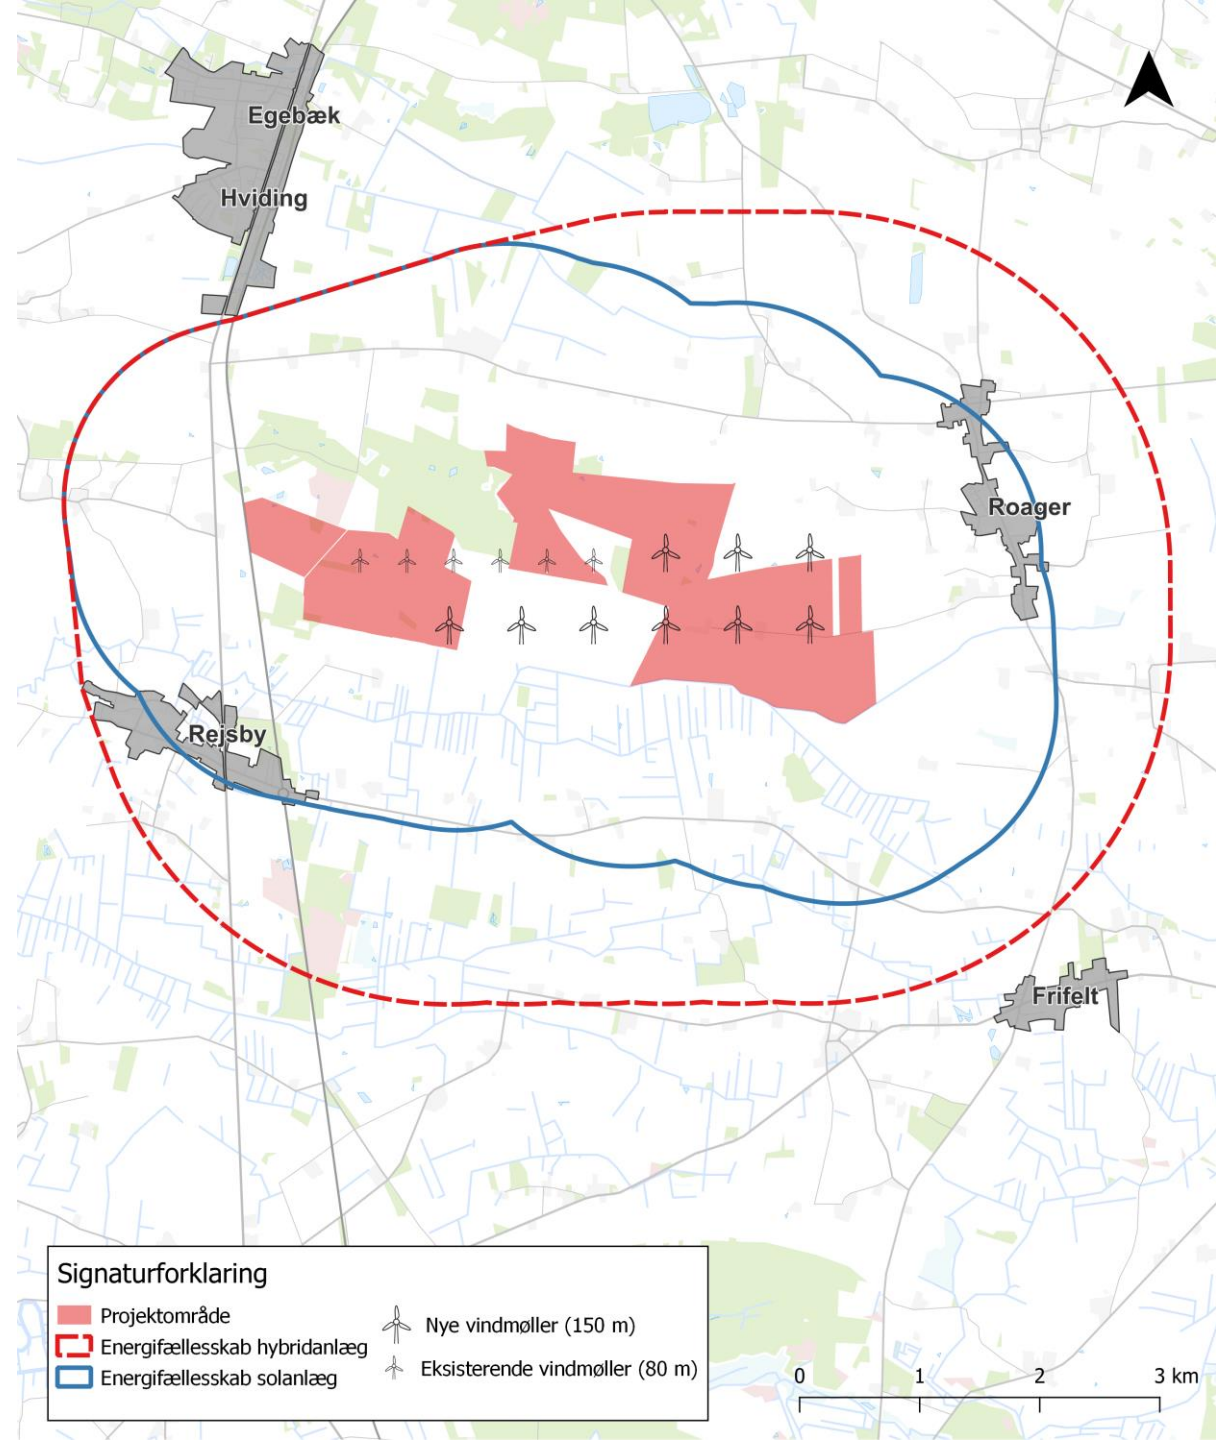 Egebæk
Hviding
Roager
Rejsby
Frifelt
Signaturforklaring
Projektområde
Energifællesskab hybridanlæg
Energifællesskab solanlæg
Nye vindmøller (150 m)
Eksisterende vindmøller (80 m)
0 1 2 3 km